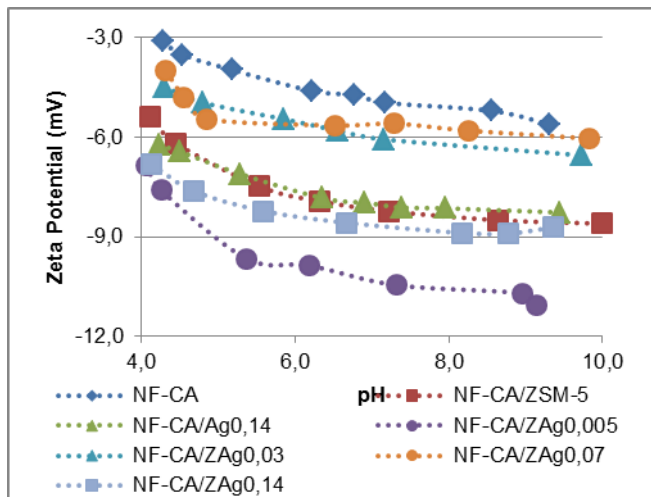 -3,0
-6,0
-9,0
-12,0
Zeta Potential (mV)
4,0 6,0 8,0 10,0
pH
NF-CA NF-CA/ZSM-5
NF-CA/Ag0,14 NF-CA/ZAg0,005
NF-CA/ZAg0,03 NF-CA/ZAg0,07
NF-CA/ZAg0,14